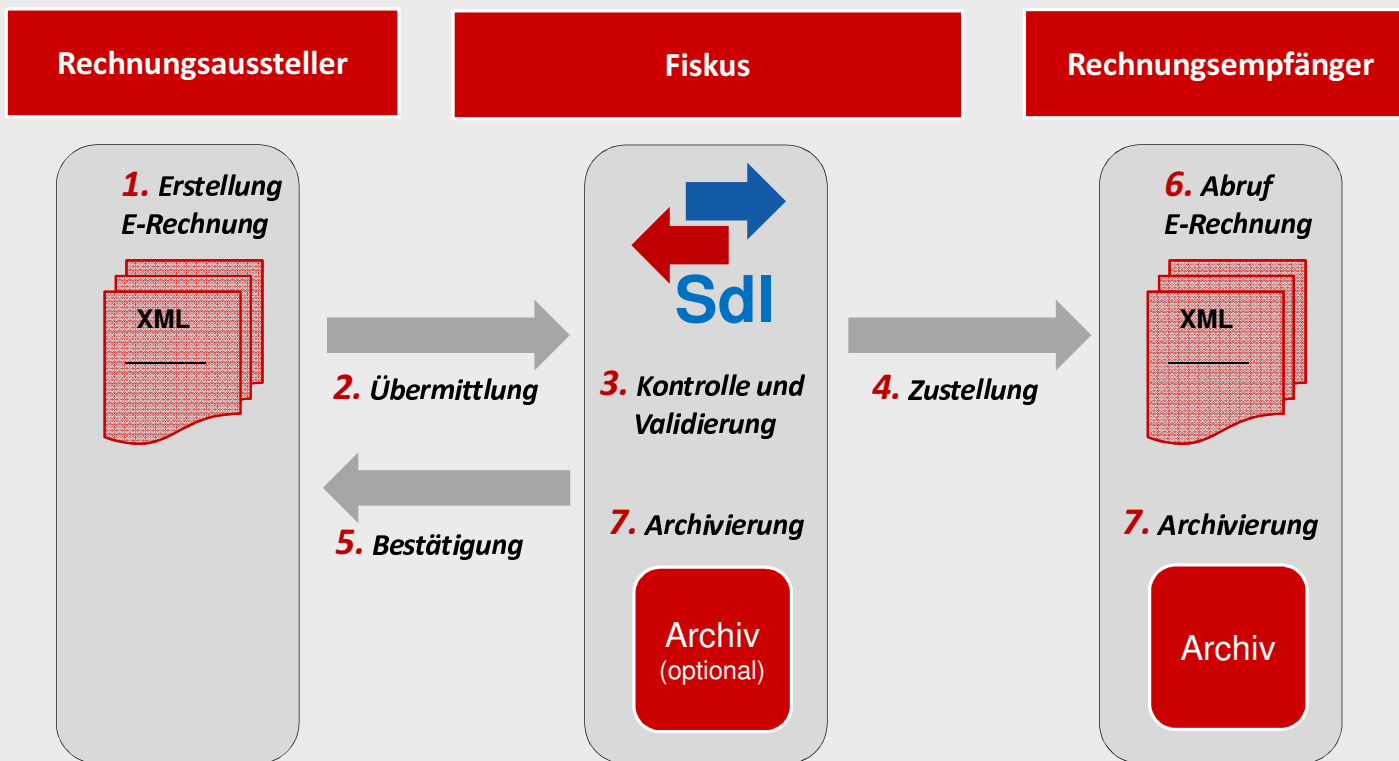 Rechnungsaussteller
Fiskus
Rechnungsempfänger
1. Erstellung
E-Rechnung
XML
2. Übermittlung
SdI
3. Kontrolle und
Validierung
4. Zustellung
5. Bestätigung
6. Abruf
E-Rechnung
XML
7. Archivierung
Archiv
(optional)
7. Archivierung
Archiv